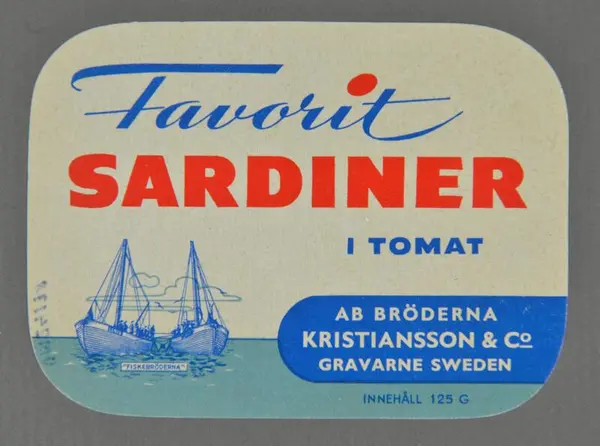 Favorit
SARDINER
I TOMAT
AB BRÖDERNA
KRISTIANSSON & Co
GRAVARNE SWEDEN
"FISKEBRÖDERNA"
INNEHÅLL 125 G